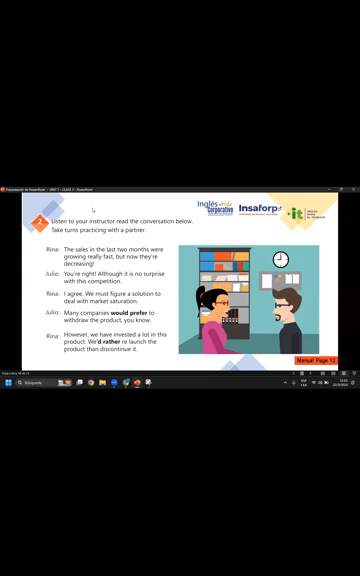 Presentación de PowerPoint - UNIT 1 - CLASS 3 - PowerPoint
Inglés
Corporativo
Insaforp
it
INGLÉS
PARA
EL TRABAJO
2. Listen to your instructor read the conversation below.
Take turns practicing with a partner.
Rina: The sales in the last two months were
growing really fast, but now they're
decreasing!
Julio: You're right! Although it is no surprise
with this competition.
Rina: I agree. We must figure a solution to
deal with market saturation.
Julio: Many companies would prefer to
withdraw the product, you know.
Rina: However, we have invested a lot in this
product. We'd rather re launch the
product than discontinue it.
Manual Page 12
Búsqueda
ESP